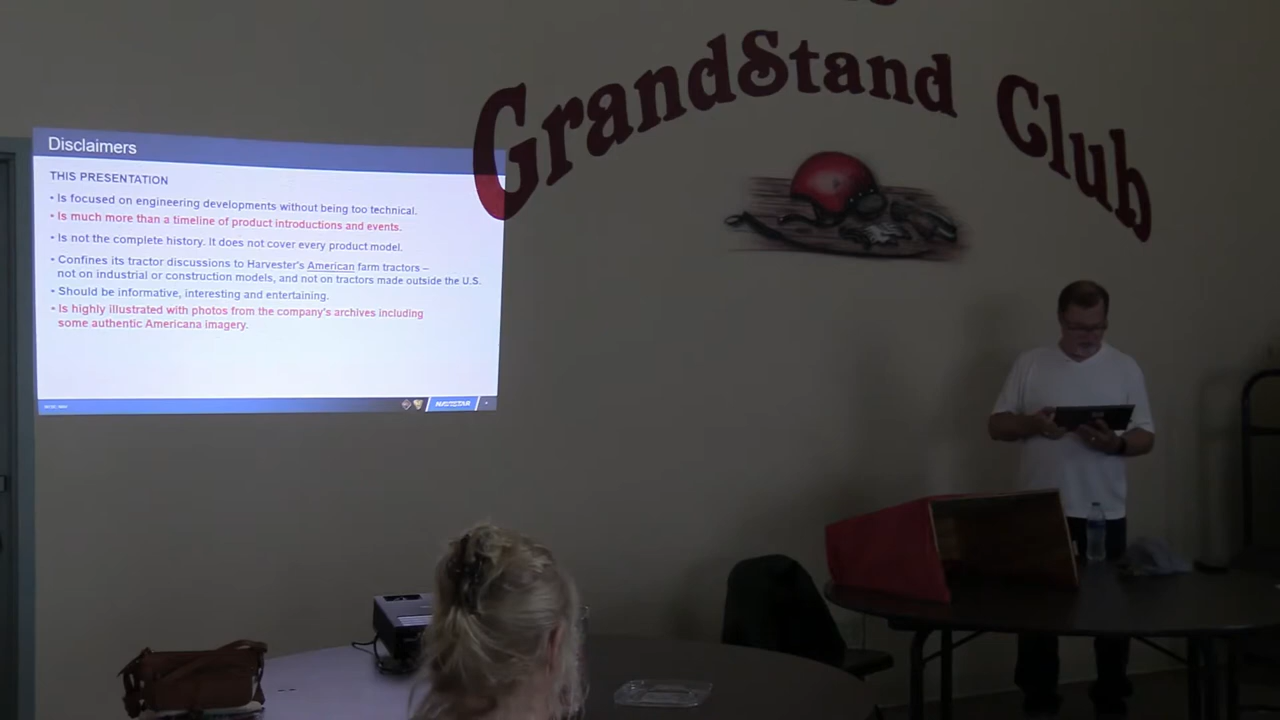 GrandStand Club
Disclaimers
THIS PRESENTATION
• Is focused on engineering developments without being too technical.
• Is much more than a timeline of product introductions and events.
• Is not the complete history. It does not cover every product model.
• Confines its tractor discussions to Harvester's American farm tractors –
not on industrial or construction models, and not on tractors made outside the U.S.
• Should be informative, interesting and entertaining.
• Is highly illustrated with photos from the company's archives including
some authentic Americana imagery.
NAVISTAR